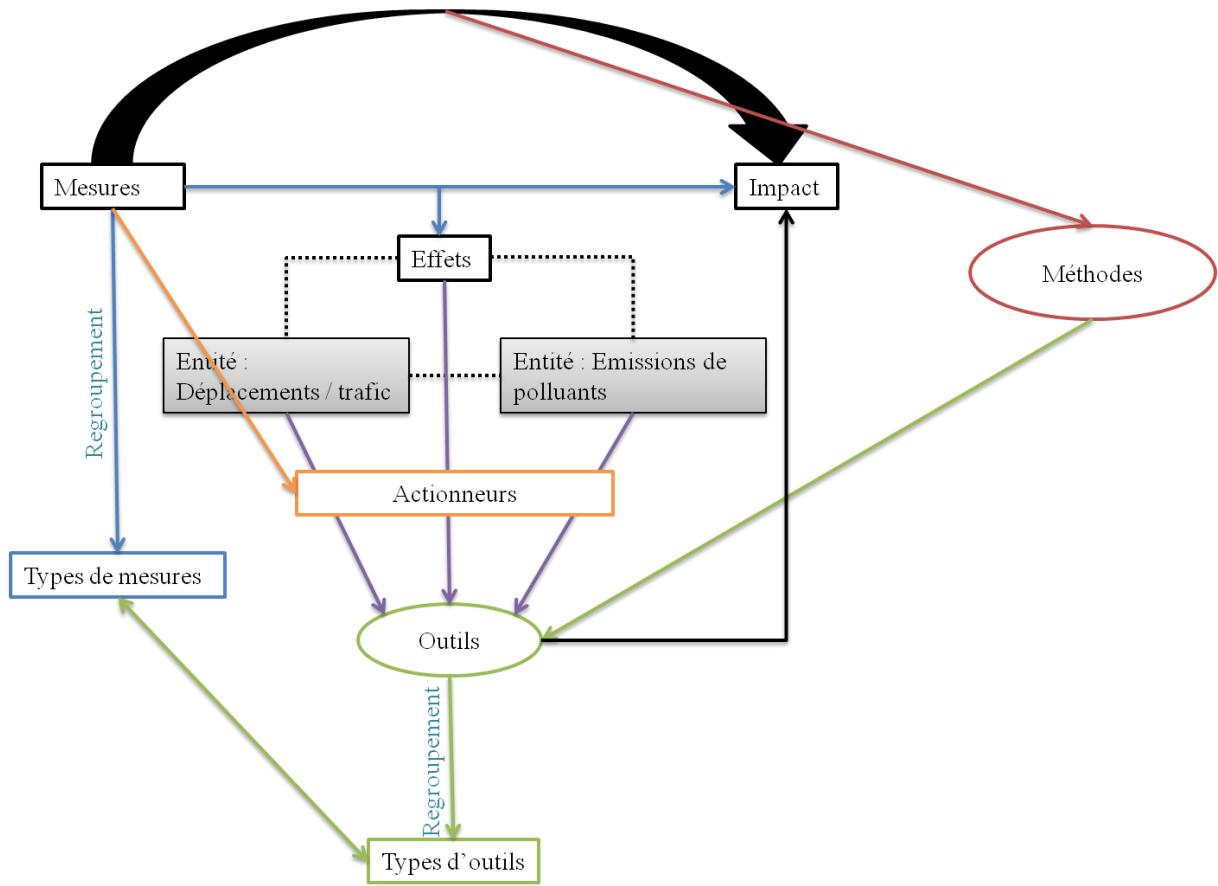 Mesures
Impact
Effets
Méthodes
Regroupement
Entité :
Déplacements / trafic
Entité : Emissions de
polluants
Actionneurs
Types de mesures
Outils
Regroupement
Types d'outils